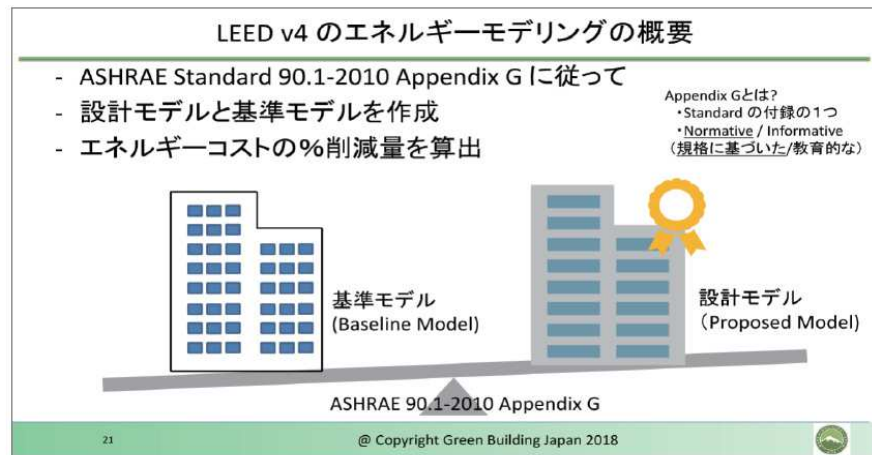 LEED v4 のエネルギーモデリングの概要
- ASHRAE Standard 90.1-2010 Appendix G に従って
- 設計モデルと基準モデルを作成
- エネルギーコストの%削減量を算出
Appendix Gとは?
・Standard の付録の1つ
・Normative / Informative
（規格に基づいた/教育的な）
基準モデル
(Baseline Model)
設計モデル
（Proposed Model)
ASHRAE 90.1-2010 Appendix G
21
@ Copyright Green Building Japan 2018